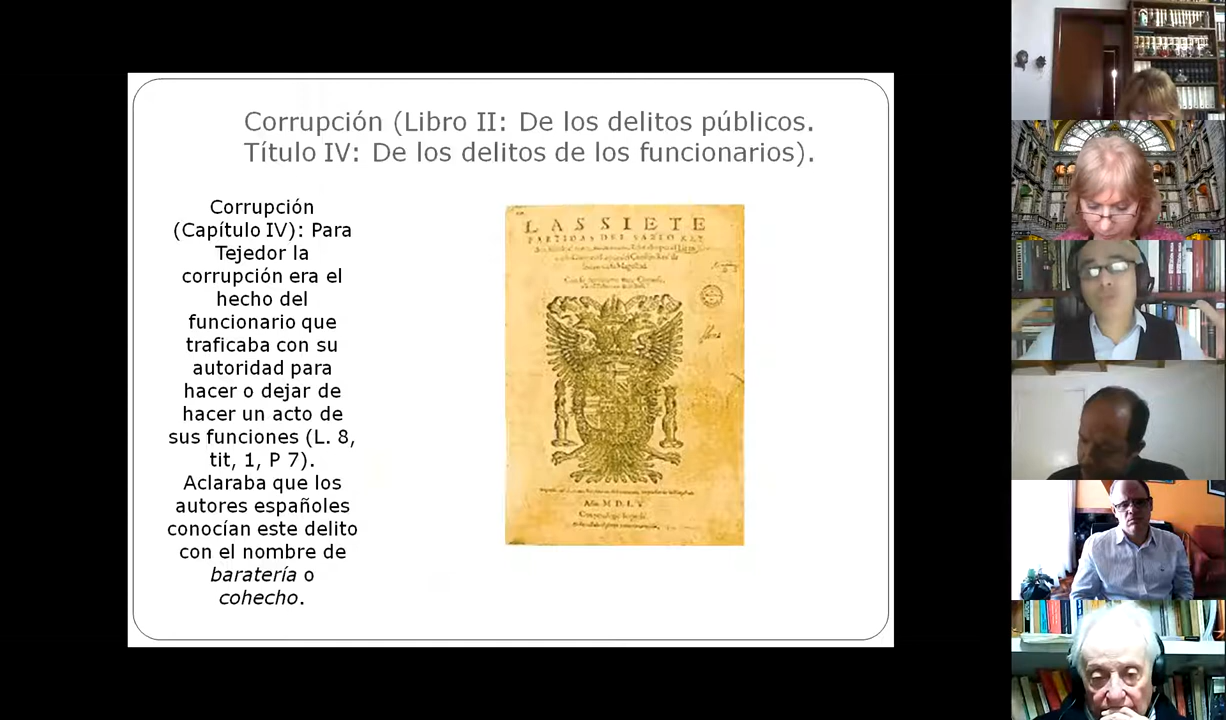 Corrupción (Libro II: De los delitos públicos.
Título IV: De los delitos de los funcionarios).
Corrupción
(Capítulo IV): Para
Tejedor la
corrupción era el
hecho del
funcionario que
traficaba con su
autoridad para
hacer o dejar de
hacer un acto de
sus funciones (L. 8,
tit, 1, P 7).
Aclaraba que los
autores españoles
conocían este delito
con el nombre de
baratería o
cohecho.
LAS SIETE
PARTIDAS DEL SABIO REY
Año M D L V